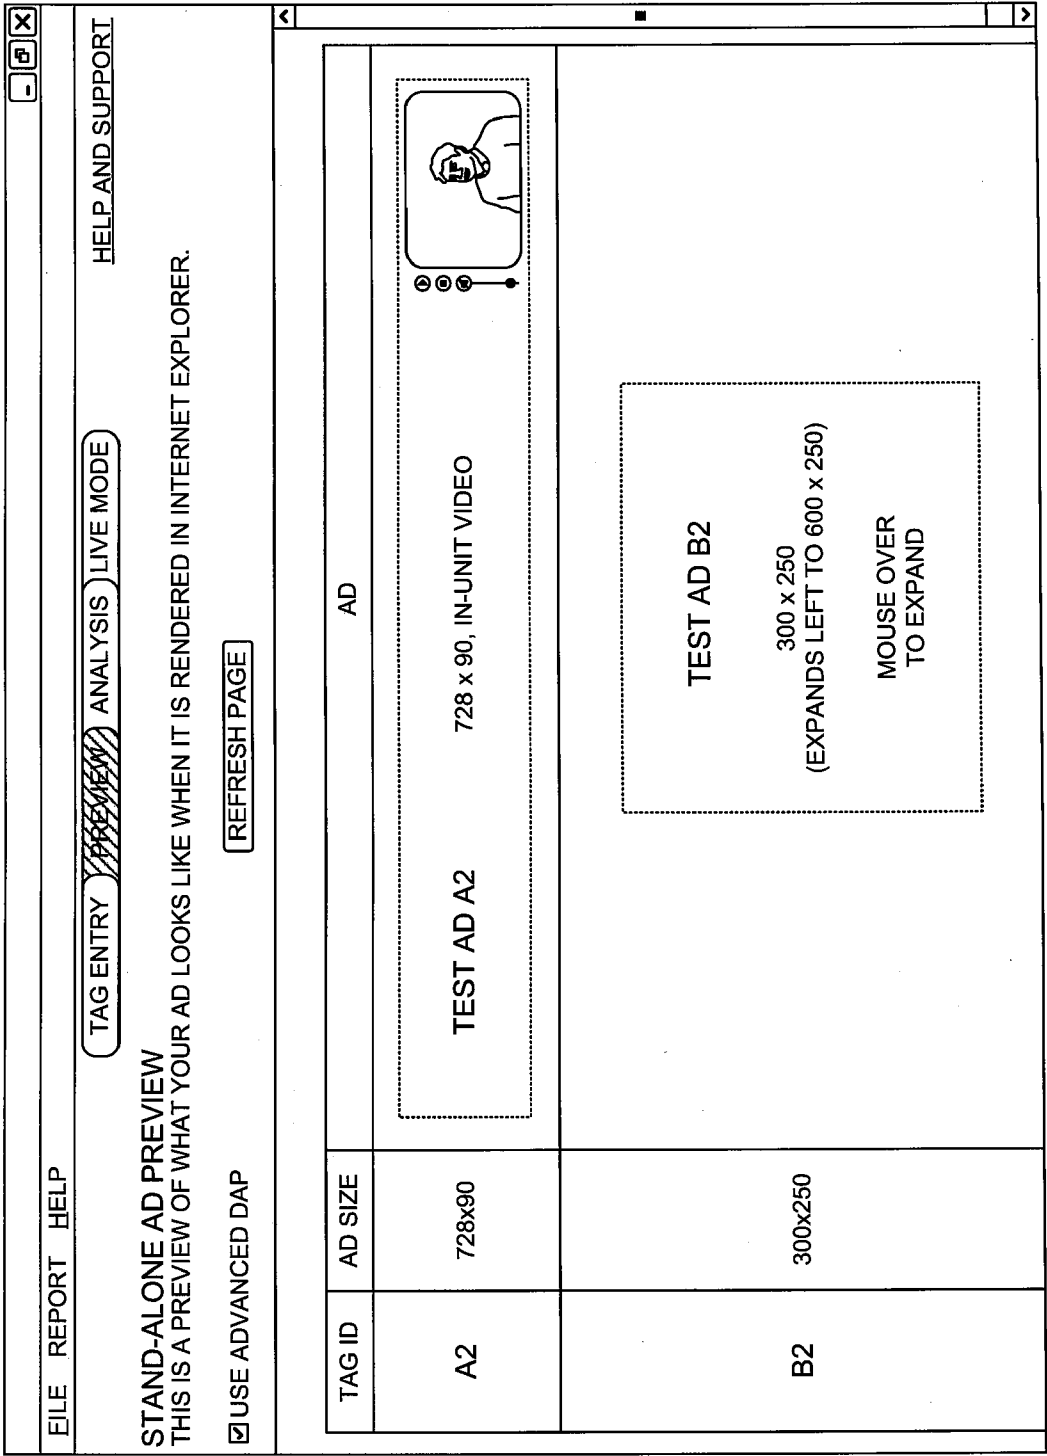 FILE REPORT HELP
TAG ENTRY PREVIEW ANALYSIS LIVE MODE HELP AND SUPPORT
STAND-ALONE AD PREVIEW
THIS IS A PREVIEW OF WHAT YOUR AD LOOKS LIKE WHEN IT IS RENDERED IN INTERNET EXPLORER.
USE ADVANCED DAP REFRESH PAGE
TAG ID AD SIZE AD
A2 728x90 TEST AD A2 728 x 90, IN-UNIT VIDEO
B2 300x250
TEST AD B2
300 x 250
(EXPANDS LEFT TO 600 x 250)
MOUSE OVER
TO EXPAND